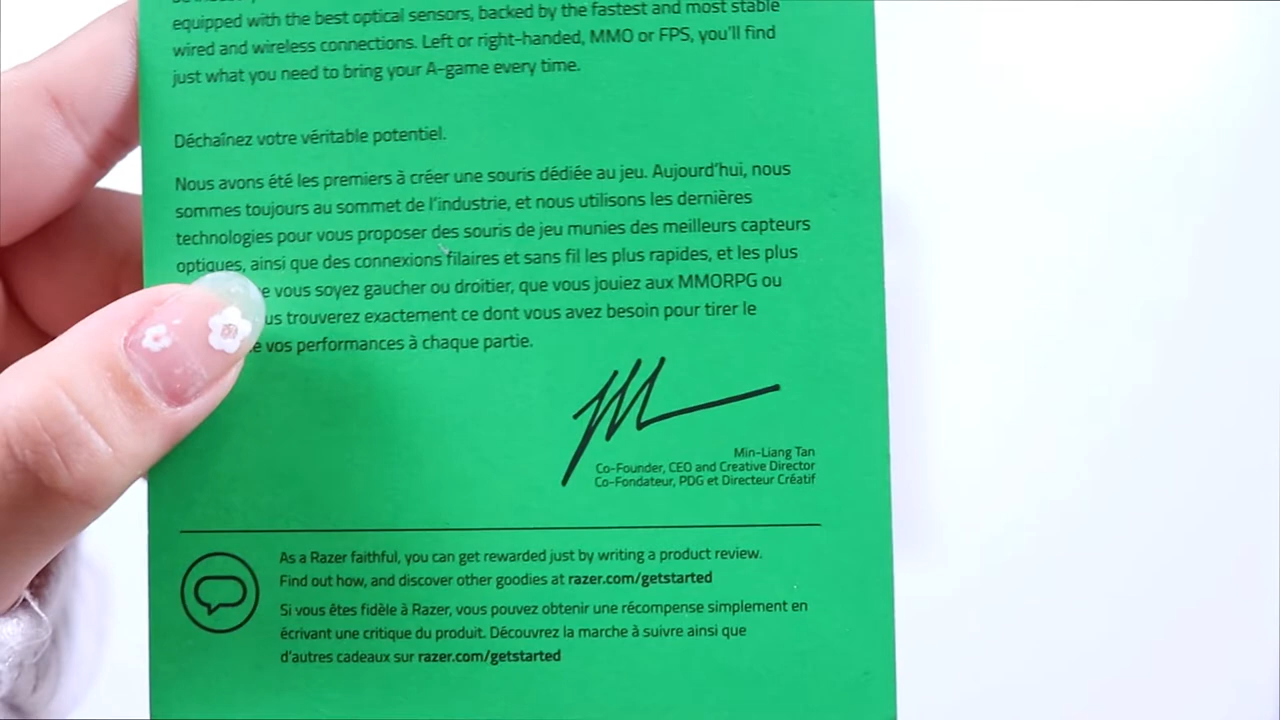 equipped with the best optical sensors, backed by the fastest and most stable
wired and wireless connections. Left or right-handed, MMO or FPS, you'll find
just what you need to bring your A-game every time.
Déchaînez votre véritable potentiel.
Nous avons été les premiers à créer une souris dédiée au jeu. Aujourd'hui, nous
sommes toujours au sommet de l'industrie, et nous utilisons les dernières
technologies pour vous proposer des souris de jeu munies des meilleurs capteurs
optiques, ainsi que des connexions filaires et sans fil les plus rapides, et les plus
vous soyez gaucher ou droitier, que vous jouiez aux MMORPG ou
trouverez exactement ce dont vous avez besoin pour tirer le
vos performances à chaque partie.
Min-Liang Tan
Co-Founder, CEO and Creative Director
Co-Fondateur, PDG et Directeur Créatif
As a Razer faithful, you can get rewarded just by writing a product review.
Find out how, and discover other goodies at razer.com/getstarted
Si vous êtes fidèle à Razer, vous pouvez obtenir une récompense simplement en
écrivant une critique du produit. Découvrez la marche à suivre ainsi que
d'autres cadeaux sur razer.com/getstarted